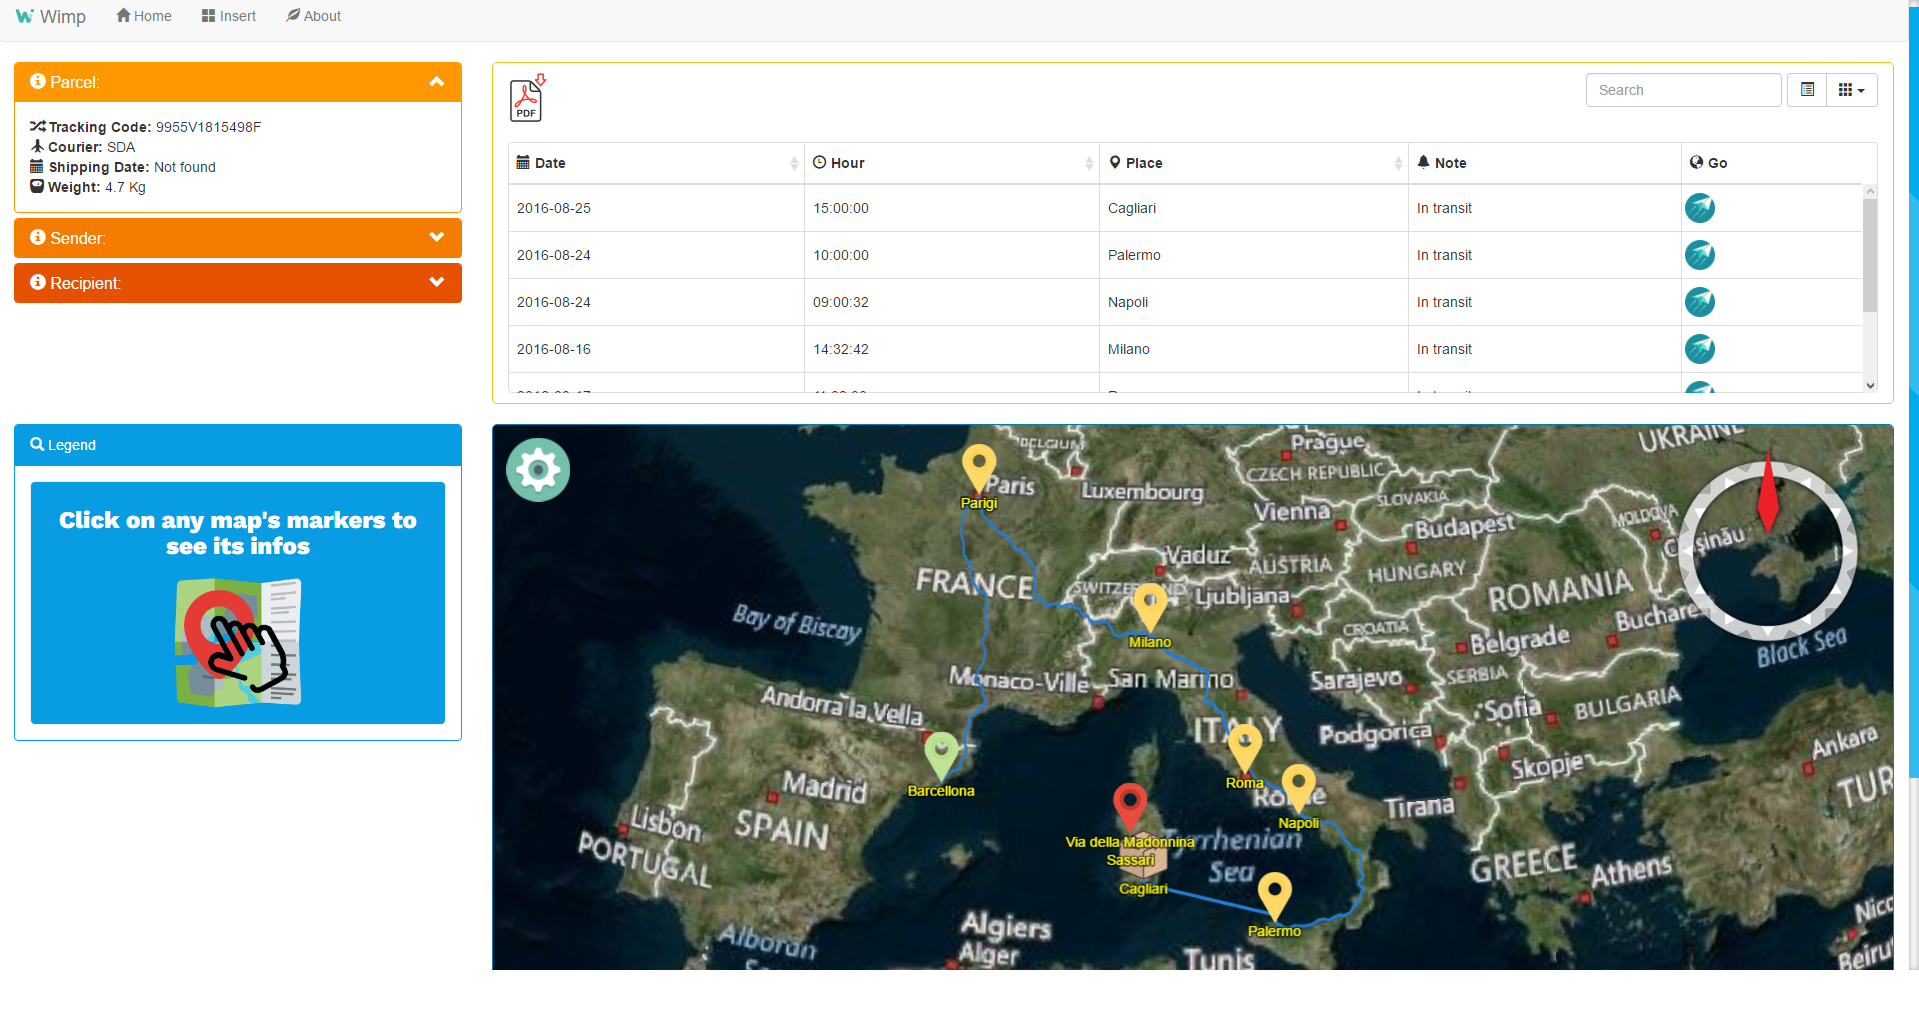 Wimp Home Insert About
Parcel:
Tracking Code: 9955V1815498F
Courier: SDA
Shipping Date: Not found
Weight: 4.7 Kg
Sender:
Recipient:
PDF
Search
Date Hour Place Note Go
2016-08-25 15:00:00 Cagliari In transit
2016-08-24 10:00:00 Palermo In transit
2016-08-24 09:00:32 Napoli In transit
2016-08-16 14:32:42 Milano In transit
Legend
Click on any map's markers to
see its infos
BELGIUM
Prague
UKRAINE
CZECH REPUBLIC
Paris
Luxembourg
Parigi
SLOVAKIA
Vienna
Budapest
MOLDOVA
Vaduz
AUSTRIA
HUNGARY
FRANCE
Ljubljana
ROMANIA
Bay of Biscay
Milano
CROATIA
Belgrade
Black Sea
Monaco-Ville
San Marino
Sarajevo
SERBIA
Andorra la Vella
ITALY
Podgorica
Sofia
BULGARIA
Ankara
Skopje
Madrid
Barcellona
Roma
Napoli
Tirana
Lisbon
SPAIN
PORTUGAL
Via della Madonnina
Sassari
Tyrrhenian
Sea
Cagliari
GREECE
Athens
Palermo
Algiers
Alger
Tunis
Alboran